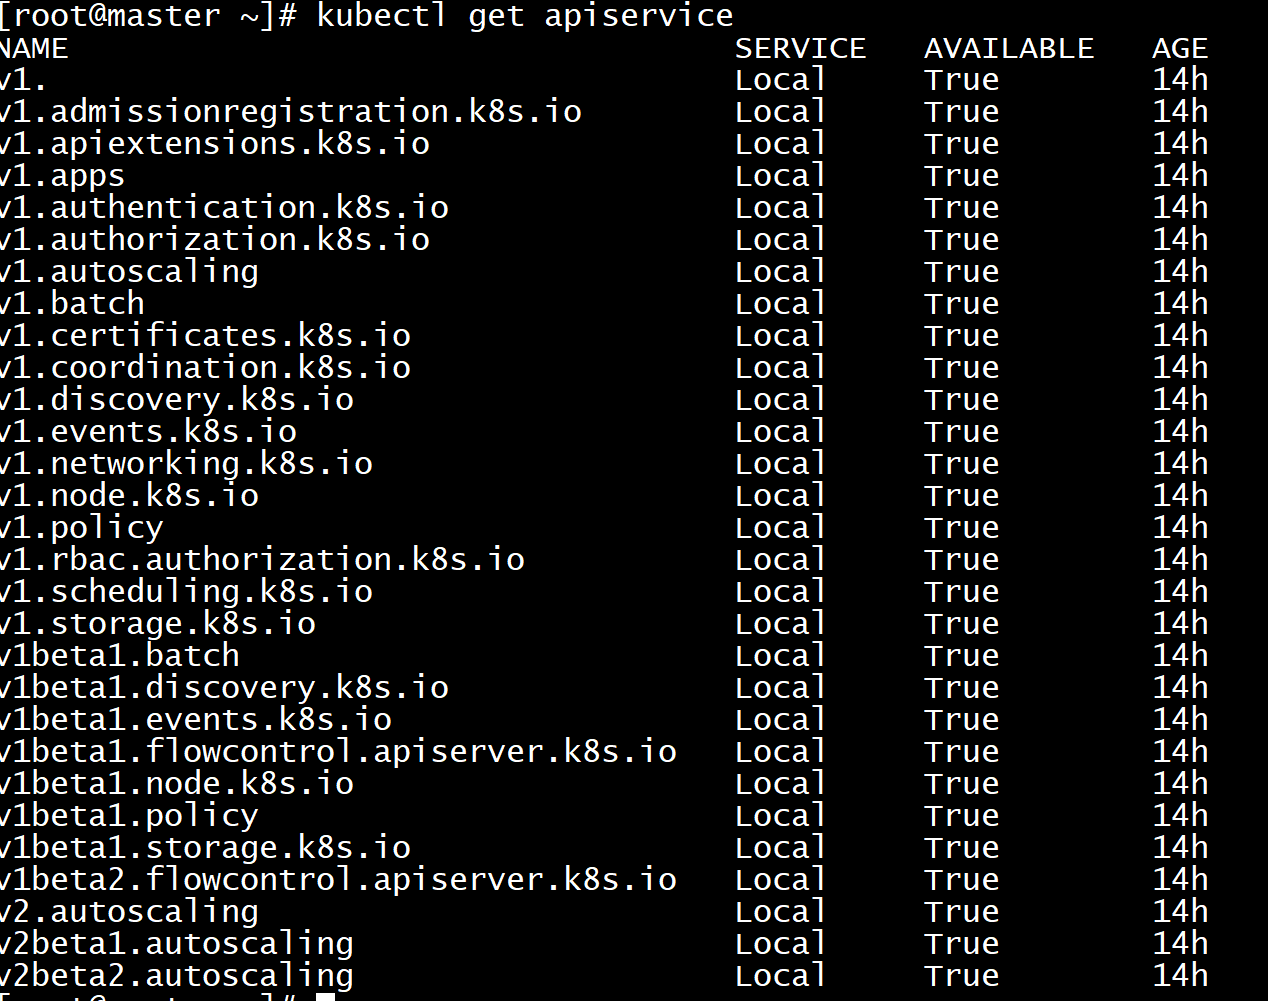 [root@master ~]# kubectl get apiservice
NAME SERVICE AVAILABLE AGE
v1. Local True 14h
v1.admissionregistration.k8s.io Local True 14h
v1.apiextensions.k8s.io Local True 14h
v1.apps Local True 14h
v1.authentication.k8s.io Local True 14h
v1.authorization.k8s.io Local True 14h
v1.autoscaling Local True 14h
v1.batch Local True 14h
v1.certificates.k8s.io Local True 14h
v1.coordination.k8s.io Local True 14h
v1.discovery.k8s.io Local True 14h
v1.events.k8s.io Local True 14h
v1.networking.k8s.io Local True 14h
v1.node.k8s.io Local True 14h
v1.policy Local True 14h
v1.rbac.authorization.k8s.io Local True 14h
v1.scheduling.k8s.io Local True 14h
v1.storage.k8s.io Local True 14h
v1beta1.batch Local True 14h
v1beta1.discovery.k8s.io Local True 14h
v1beta1.events.k8s.io Local True 14h
v1beta1.flowcontrol.apiserver.k8s.io Local True 14h
v1beta1.node.k8s.io Local True 14h
v1beta1.policy Local True 14h
v1beta1.storage.k8s.io Local True 14h
v1beta2.flowcontrol.apiserver.k8s.io Local True 14h
v2.autoscaling Local True 14h
v2beta1.autoscaling Local True 14h
v2beta2.autoscaling Local True 14h